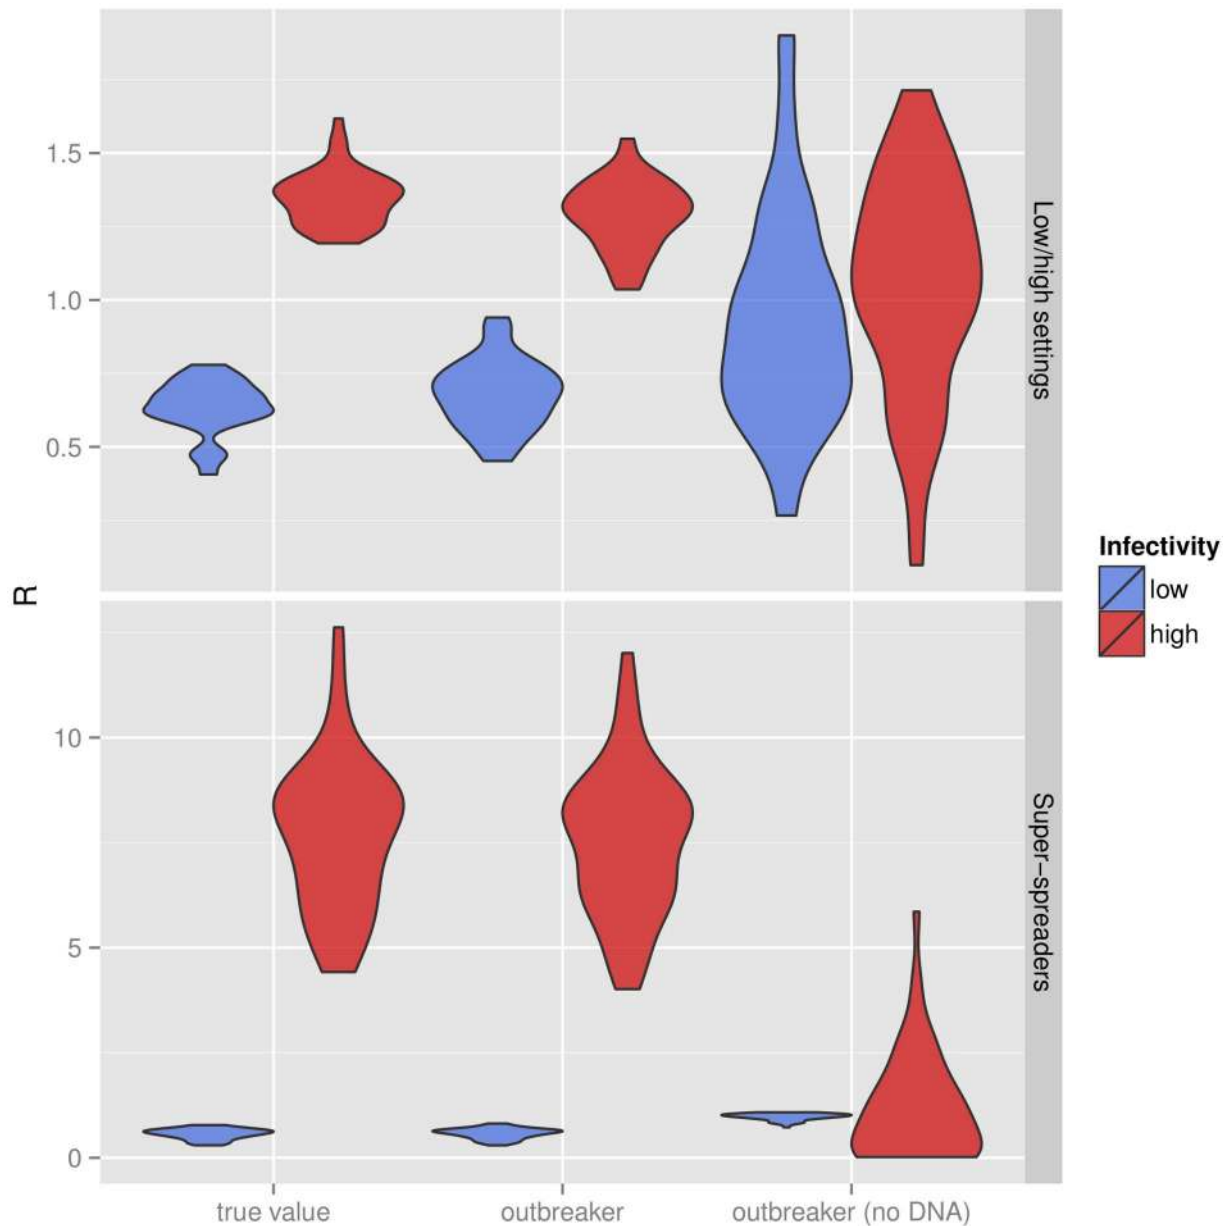 1.5
1.0
0.5
Low/high settings
R
10
5
0
Super-spreaders
true value
outbreaker
outbreaker (no DNA)
Infectivity
low
high